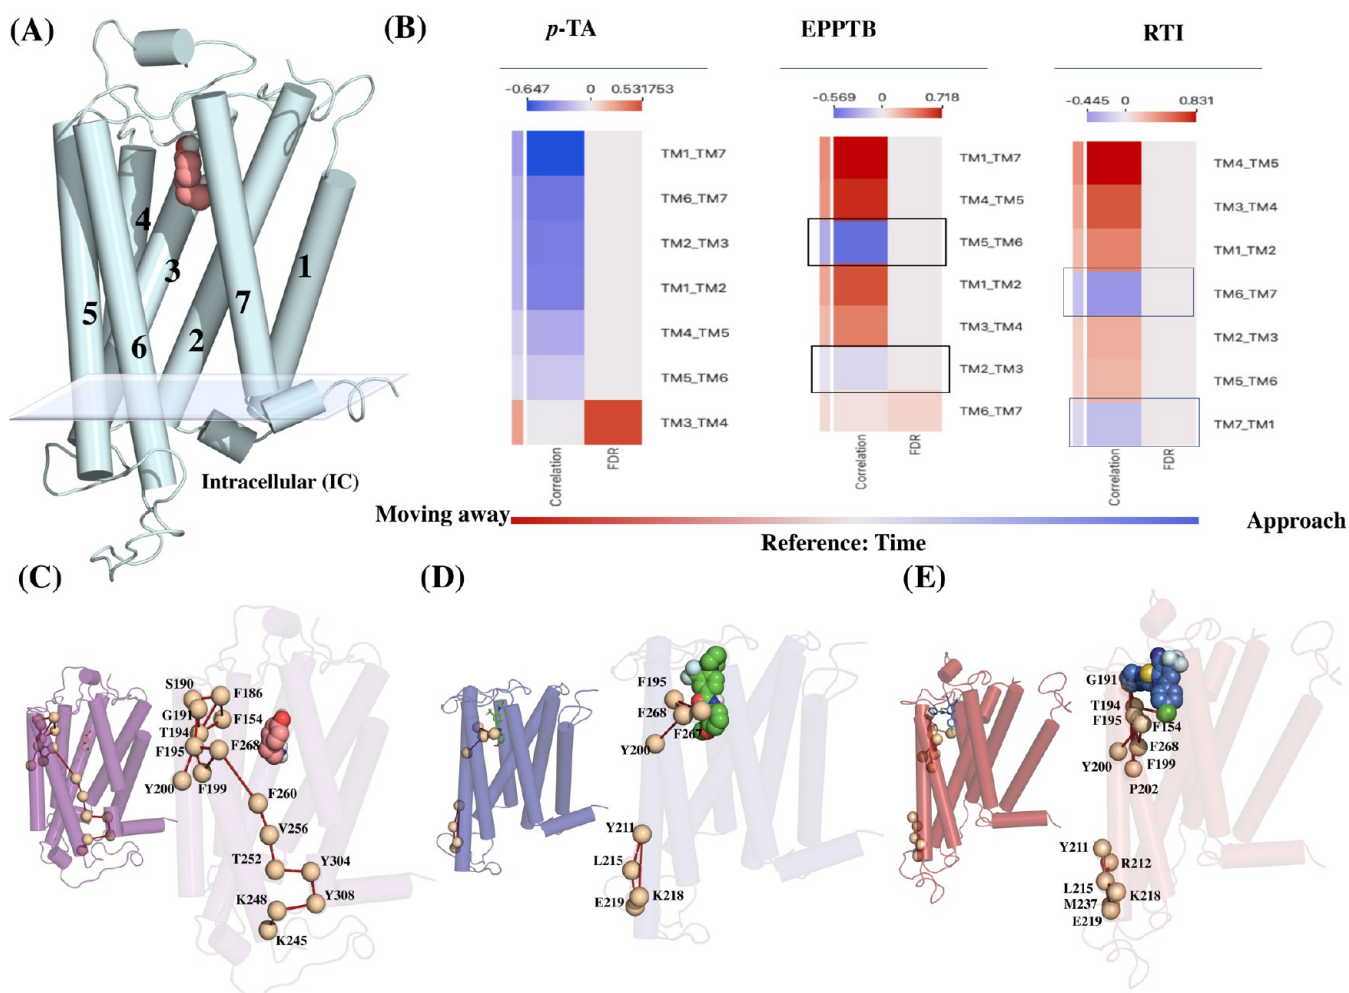 (A)
4
3
1
5
7
2
6
Intracellular (IC)
(B)
p-TA
-0.647 0 0.531753
TM1_TM7
TM6_TM7
TM2_TM3
TM1_TM2
TM4_TM5
TM5_TM6
TM3_TM4
Correlation
FDR
EPPTB
-0.569 0 0.718
TM1_TM7
TM4_TM5
TM5_TM6
TM1_TM2
TM3_TM4
TM2_TM3
TM6_TM7
Correlation
FDR
RTI
-0.445 0 0.831
TM4_TM5
TM3_TM4
TM1_TM2
TM6_TM7
TM2_TM3
TM5_TM6
TM7_TM1
Correlation
FDR
Moving away
Approach
Reference: Time
(C)
S190
F186
G191
F154
T194
F195
F268
Y200
F199
F260
V256
T252
Y304
K248
Y308
K245
(D)
F195
F268
F267
Y200
Y211
L215
K218
E219
(E)
G191
T194
F195
F154
F268
Y200
F199
P202
Y211
R212
L215
K218
M237
E219